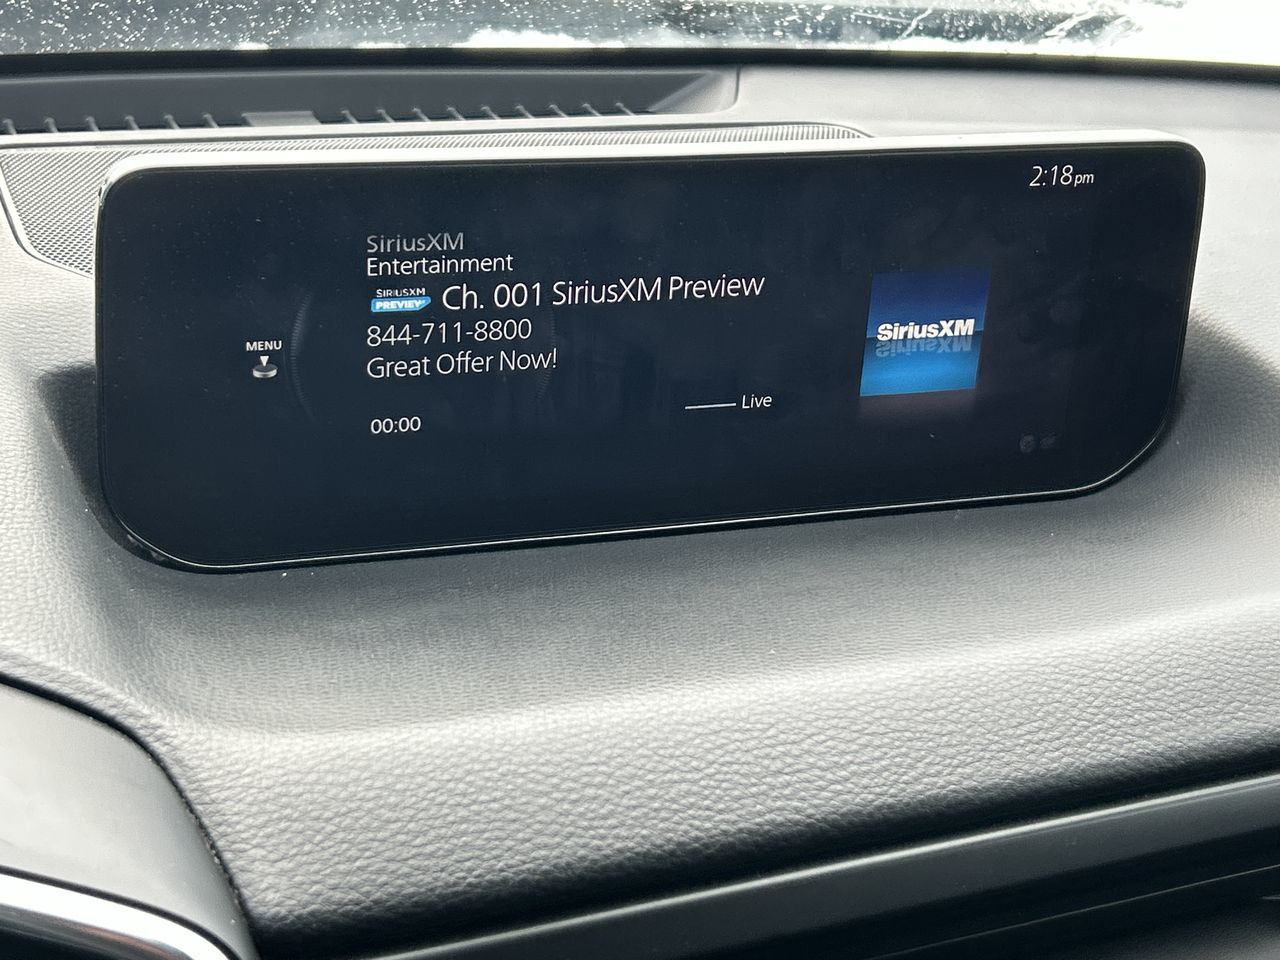 2:18pm
SiriusXM
Entertainment
SIRIUSXM
PREVIEW
Ch. 001 SiriusXM Preview
844-711-8800
Great Offer Now!
MENU
SiriusXM
00:00
Live